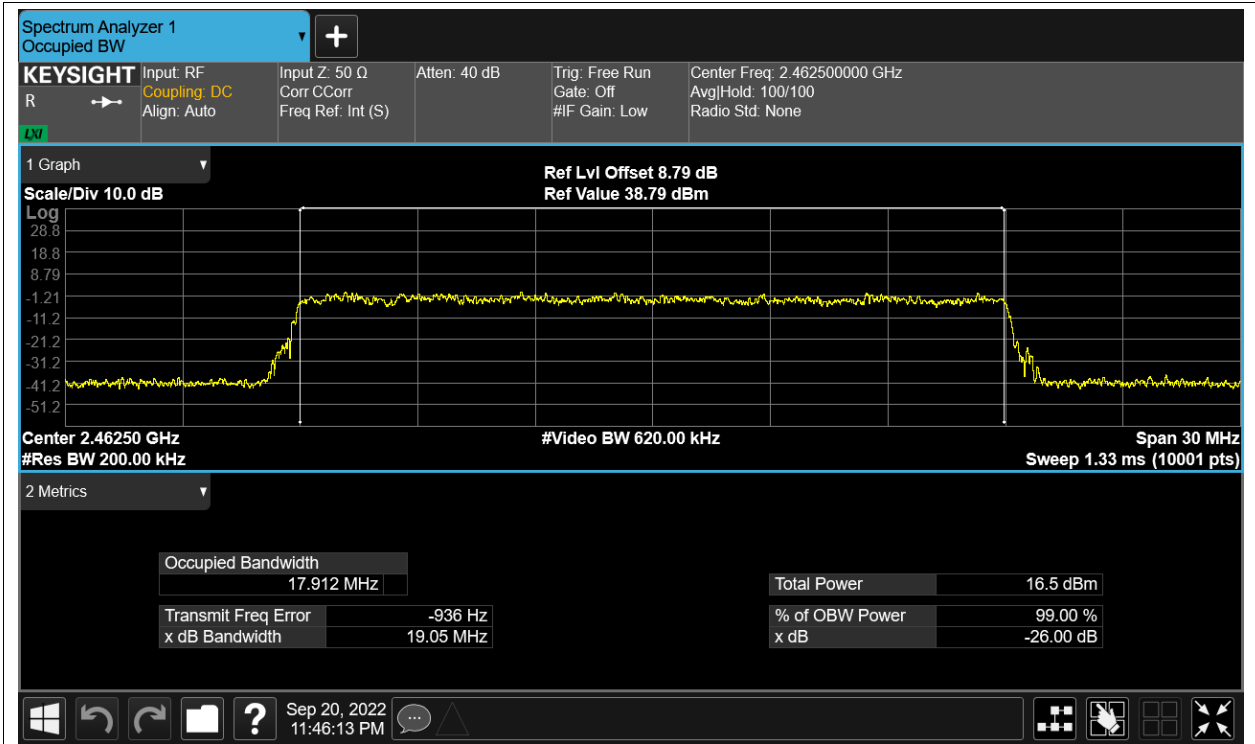 Spectrum Analyzer 1
Occupied BW
KEYSIGHT
R
LXI
Input: RF
Coupling: DC
Align: Auto
Input Z: 50 Ω
Corr CCorr
Freq Ref: Int (S)
Atten: 40 dB
Trig: Free Run
Gate: Off
#IF Gain: Low
Center Freq: 2.462500000 GHz
Avg|Hold: 100/100
Radio Std: None
1 Graph
Scale/Div 10.0 dB
Ref Lvl Offset 8.79 dB
Ref Value 38.79 dBm
Log
28.8
18.8
8.79
-1.21
-11.2
-21.2
-31.2
-41.2
-51.2
Center 2.46250 GHz
#Video BW 620.00 kHz
Span 30 MHz
#Res BW 200.00 kHz
Sweep 1.33 ms (10001 pts)
2 Metrics
Occupied Bandwidth
17.912 MHz
Transmit Freq Error -936 Hz
x dB Bandwidth 19.05 MHz
Total Power 16.5 dBm
% of OBW Power 99.00 %
x dB -26.00 dB
?
Sep 20, 2022
11:46:13 PM